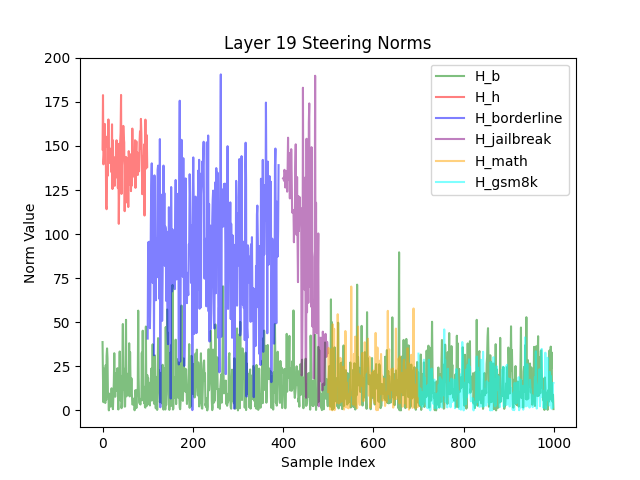 Layer 19 Steering Norms
200
175
150
125
100
75
50
25
0
Norm Value
0
200
400
600
800
1000
Sample Index
H_b
H_h
H_borderline
H_jailbreak
H_math
H_gsm8k